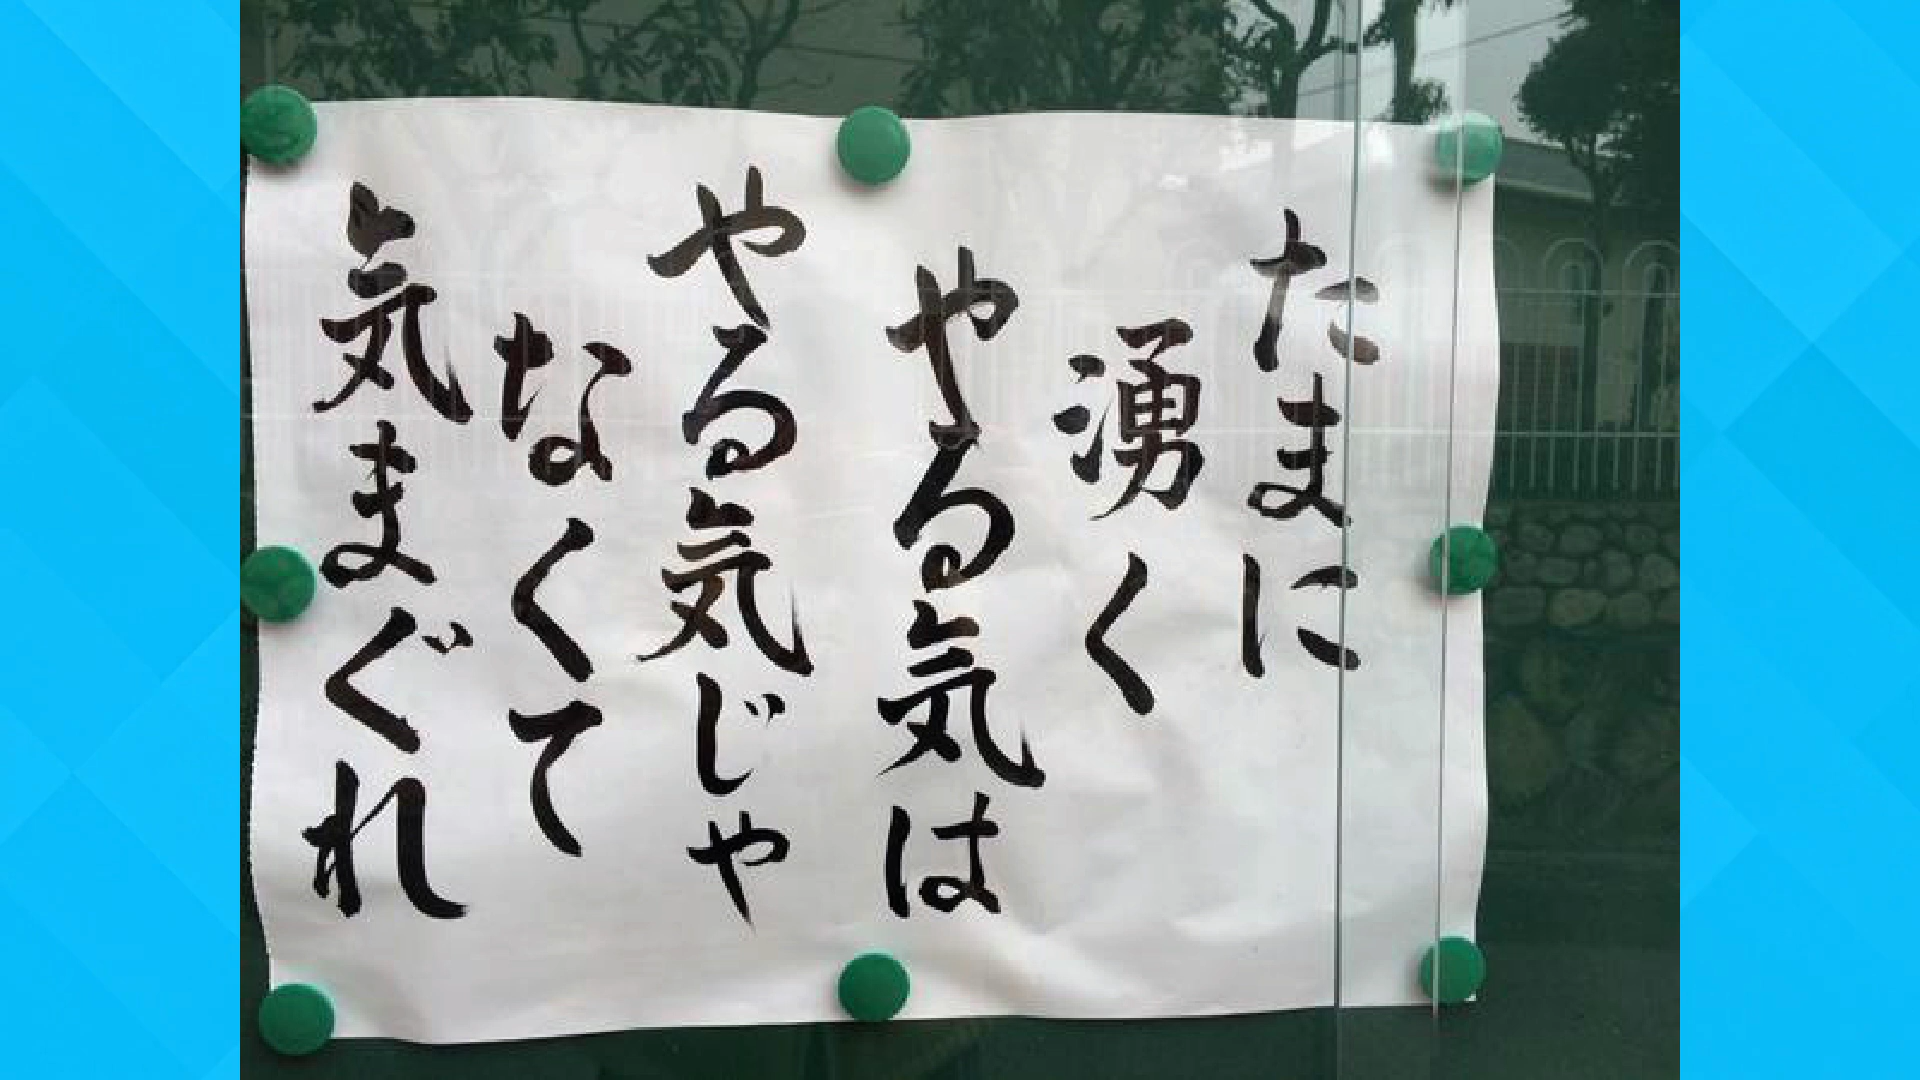 たまに
湧く
やる気は
やる気じゃ
なくて
気まぐれ